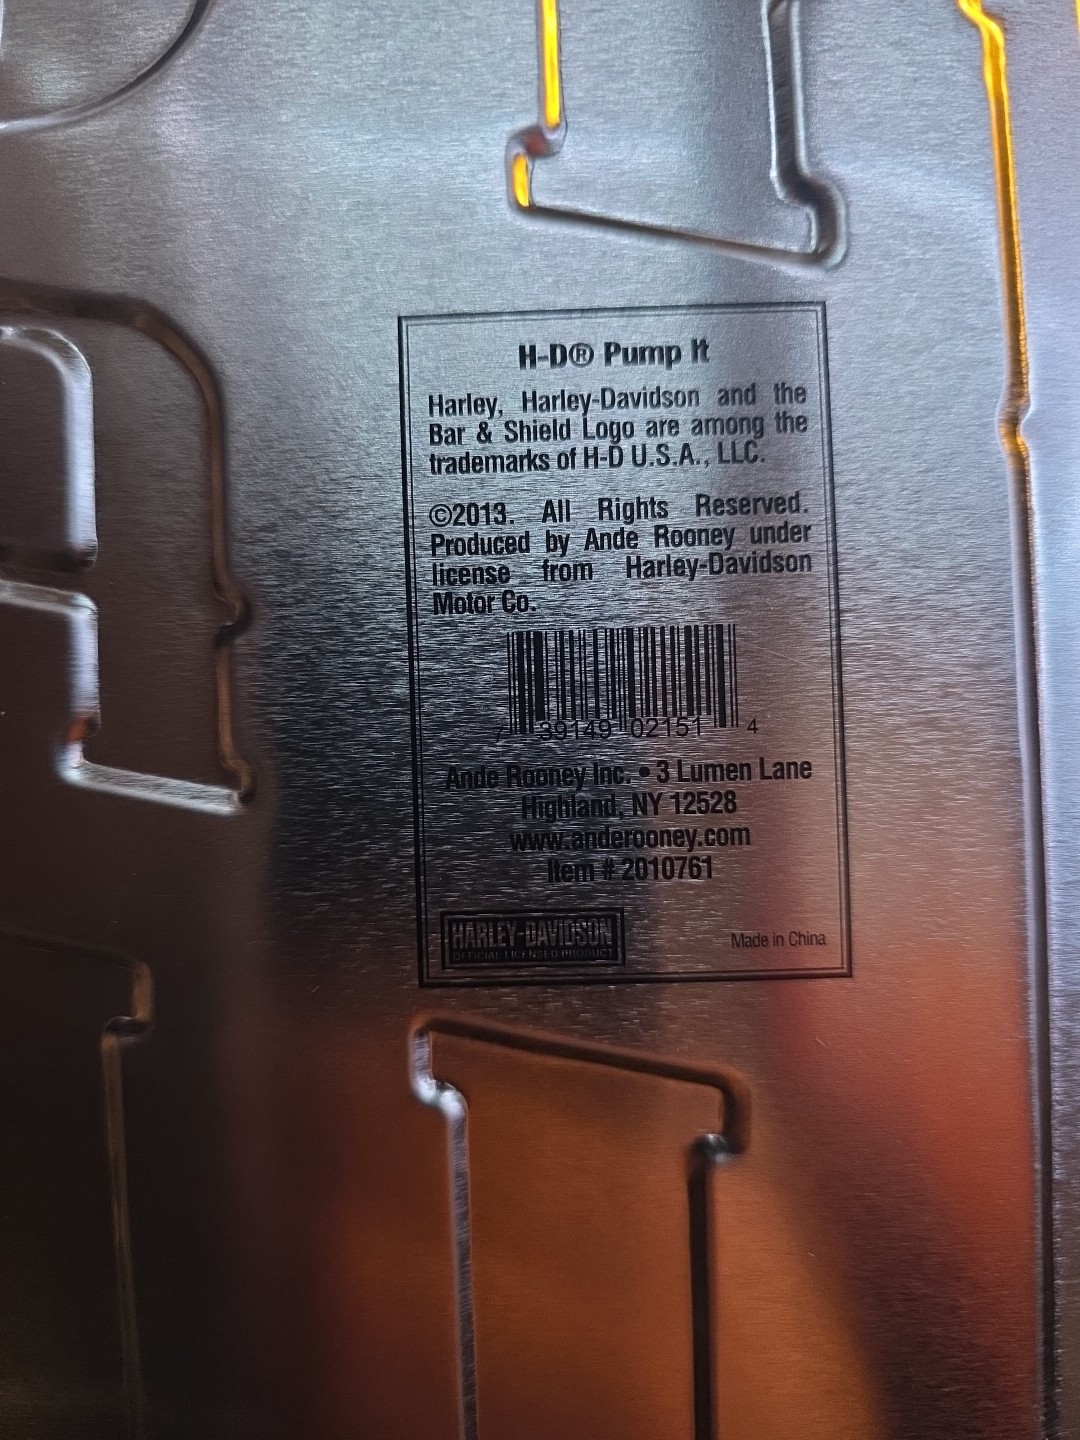 H-D® Pump It
Harley, Harley-Davidson and the
Bar & Shield Logo are among the
trademarks of H-D U.S.A., LLC.
©2013. All Rights Reserved.
Produced by Ande Rooney under
license from Harley-Davidson
Motor Co.
7 39149 02151 4
Ande Rooney Inc. • 3 Lumen Lane
Highland, NY 12528
www.anderooney.com
Item # 2010761
HARLEY-DAVIDSON
OFFICIAL LICENSED PRODUCT
Made in China